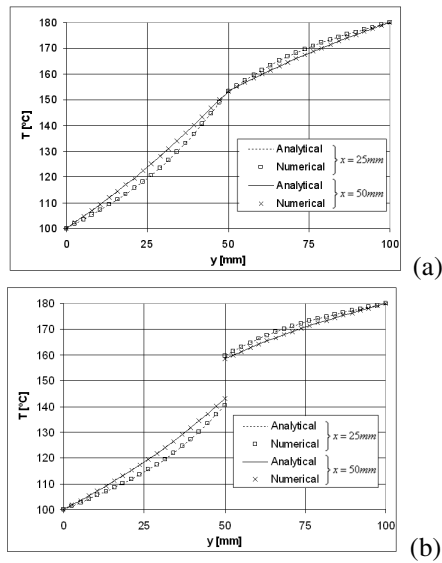 180
170
160
150
140
130
120
110
100
T [ºC]
Analytical
Numerical
x = 25mm
Analytical
Numerical
x = 50mm
0 25 50 75 100
y [mm]
(a)
180
170
160
150
140
130
120
110
100
T [ºC]
Analytical
Numerical
x = 25mm
Analytical
Numerical
x = 50mm
0 25 50 75 100
y [mm]
(b)